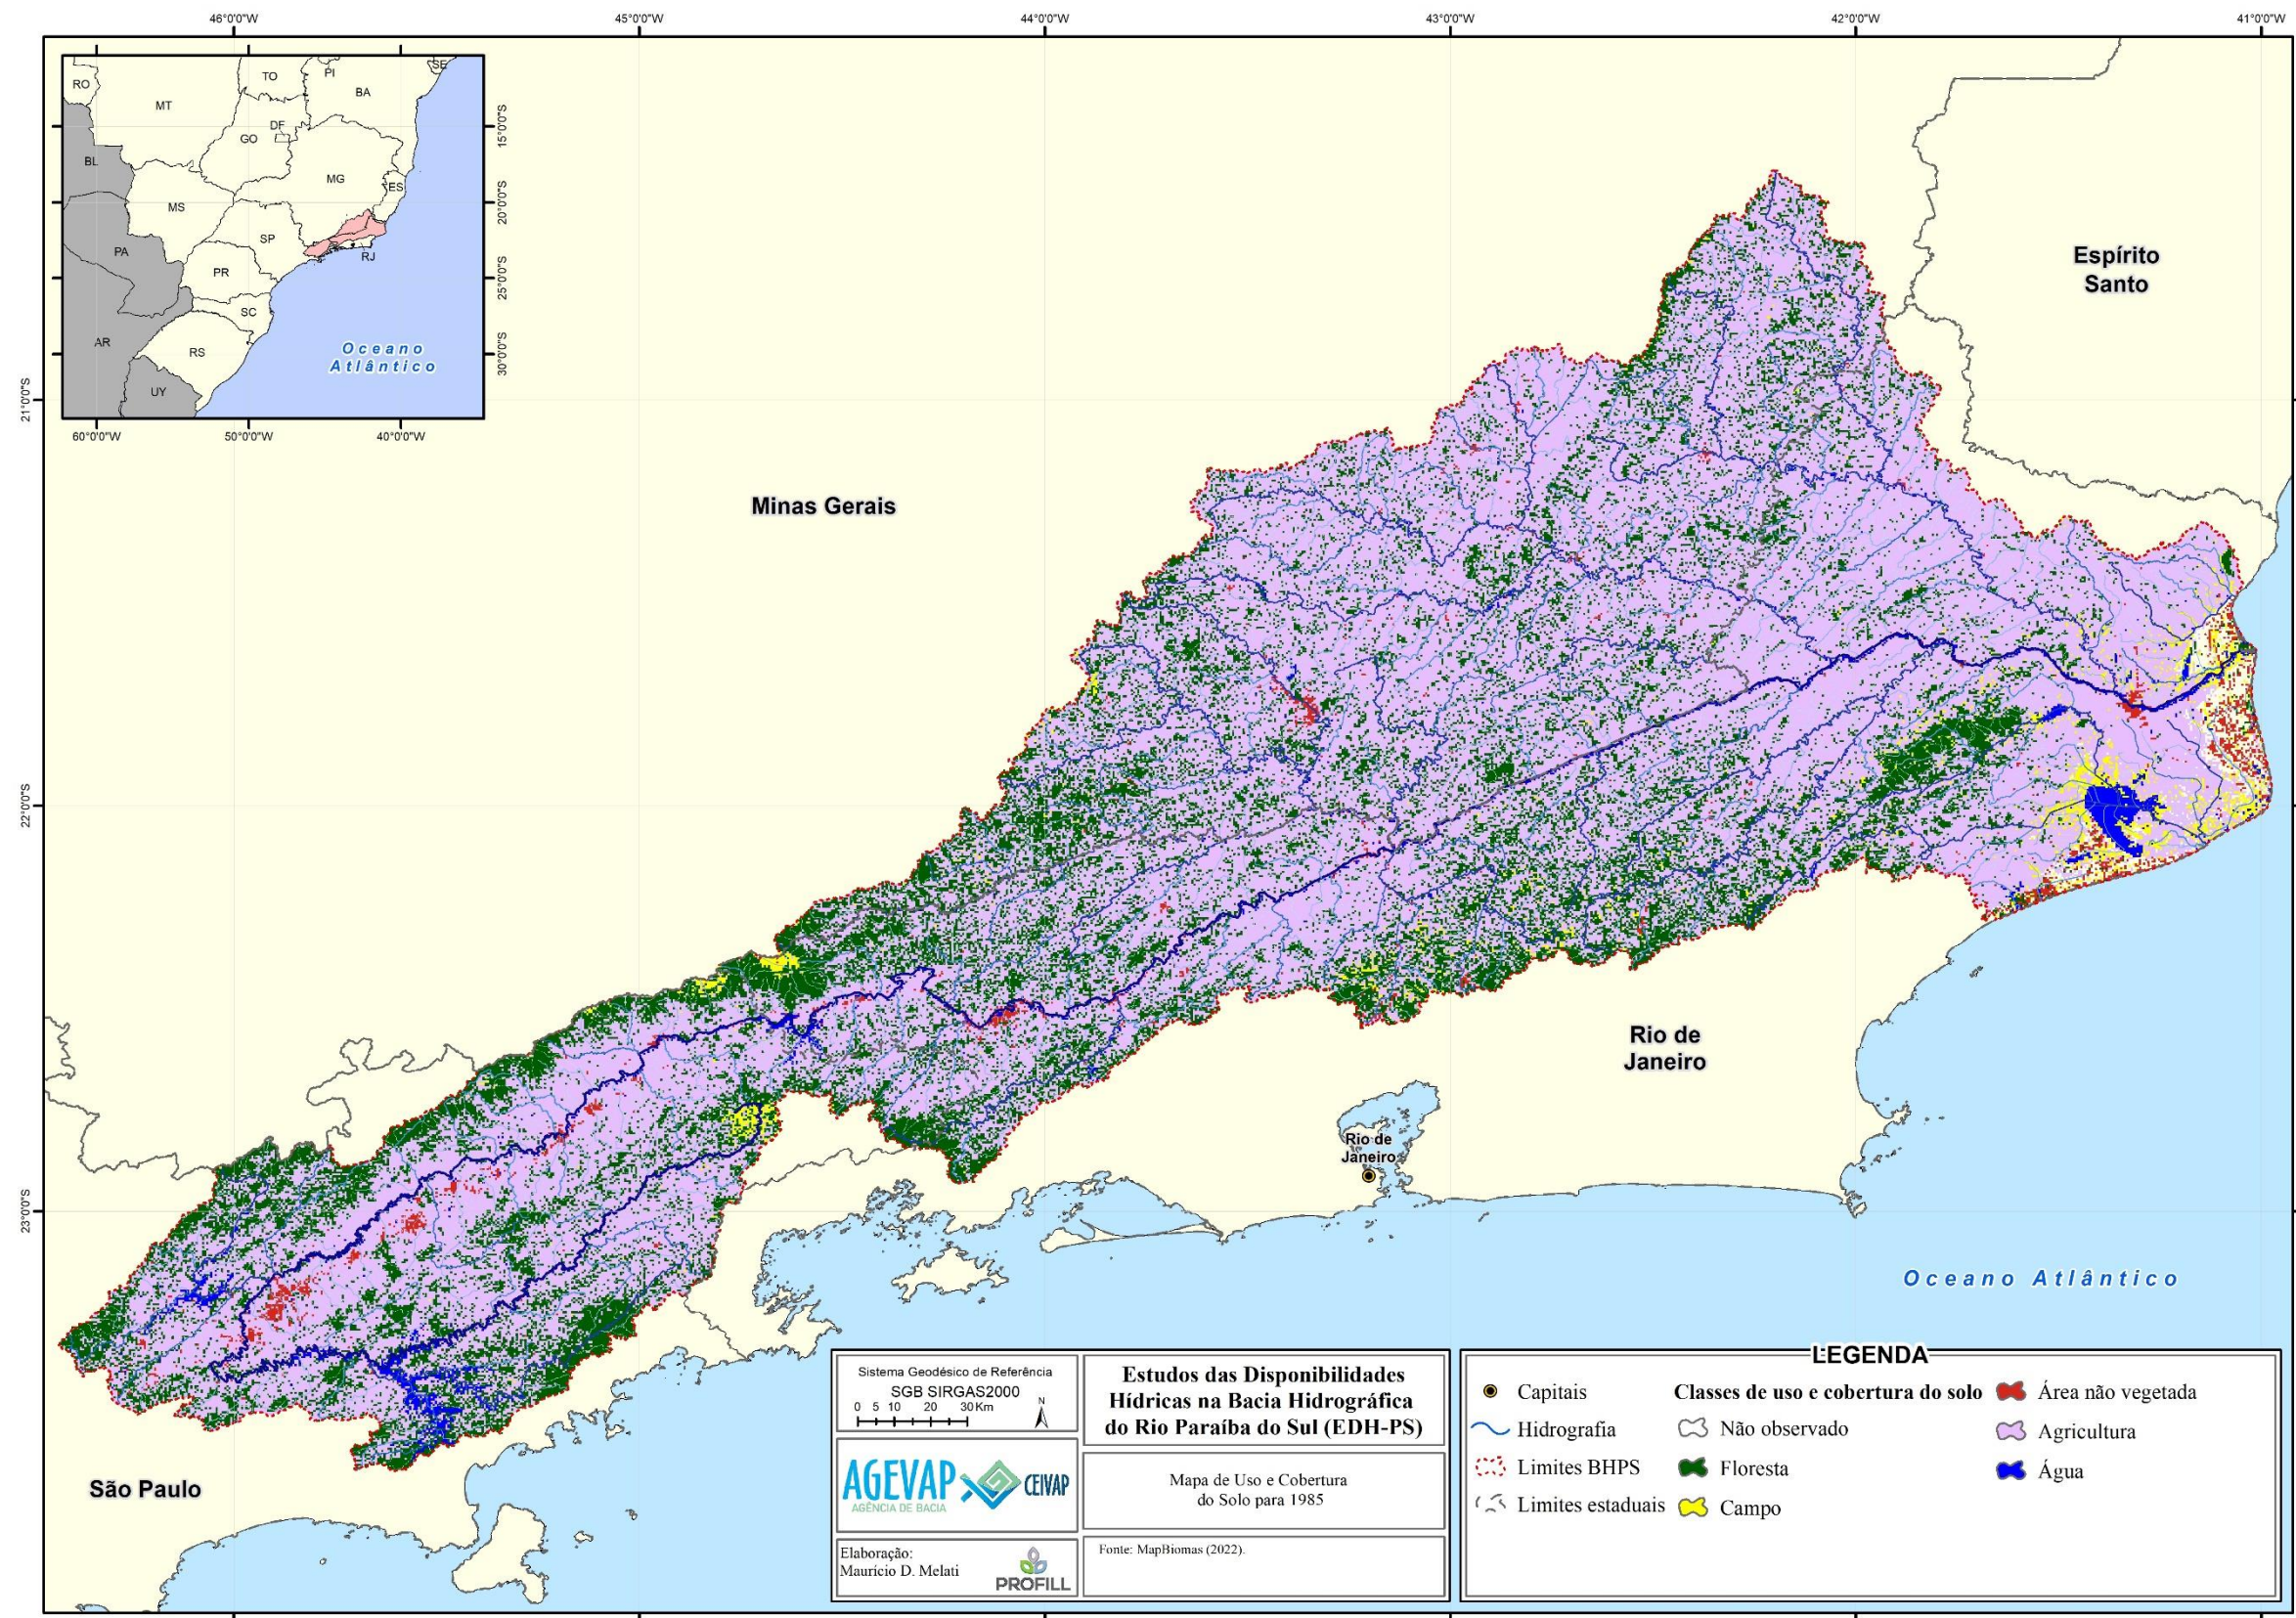 46°0'0"W
45°0'0"W
44°0'0"W
43°0'0"W
42°0'0"W
41°0'0"W
RO
MT
TO
PI
SE
BA
DF
GO
BL
MG
ES
MS
SP
PA
RJ
PR
SC
AR
RS
UY
Oceano
Atlântico
15°0'0"S
20°0'0"S
25°0'0"S
30°0'0"S
60°0'0"W
50°0'0"W
40°0'0"W
21°0'0"S
22°0'0"S
23°0'0"S
Espírito
Santo
Minas Gerais
Rio de
Janeiro
Rio de
Janeiro
São Paulo
Oceano Atlântico
Sistema Geodésico de Referência
SGB SIRGAS2000
0 5 10 20 30 Km
N
AGEVAP
AGÊNCIA DE BACIA
CEIVAP
Elaboração:
Maurício D. Melati
PROFILL
Estudos das Disponibilidades
Hídricas na Bacia Hidrográfica
do Rio Paraíba do Sul (EDH-PS)
Mapa de Uso e Cobertura
do Solo para 1985
Fonte: MapBiomas (2022).
LEGENDA
Capitais
Hidrografia
Limites BHPS
Limites estaduais
Classes de uso e cobertura do solo
Não observado
Floresta
Campo
Área não vegetada
Agricultura
Água